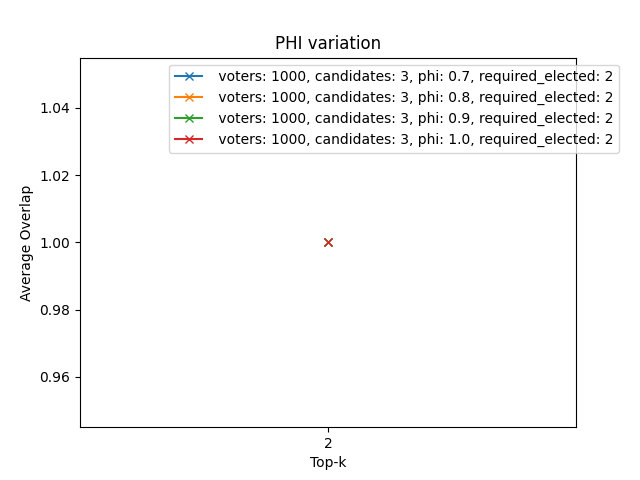 PHI variation
voters: 1000, candidates: 3, phi: 0.7, required_elected: 2
voters: 1000, candidates: 3, phi: 0.8, required_elected: 2
voters: 1000, candidates: 3, phi: 0.9, required_elected: 2
voters: 1000, candidates: 3, phi: 1.0, required_elected: 2
Average Overlap
1.04
1.02
1.00
0.98
0.96
2
Top-k